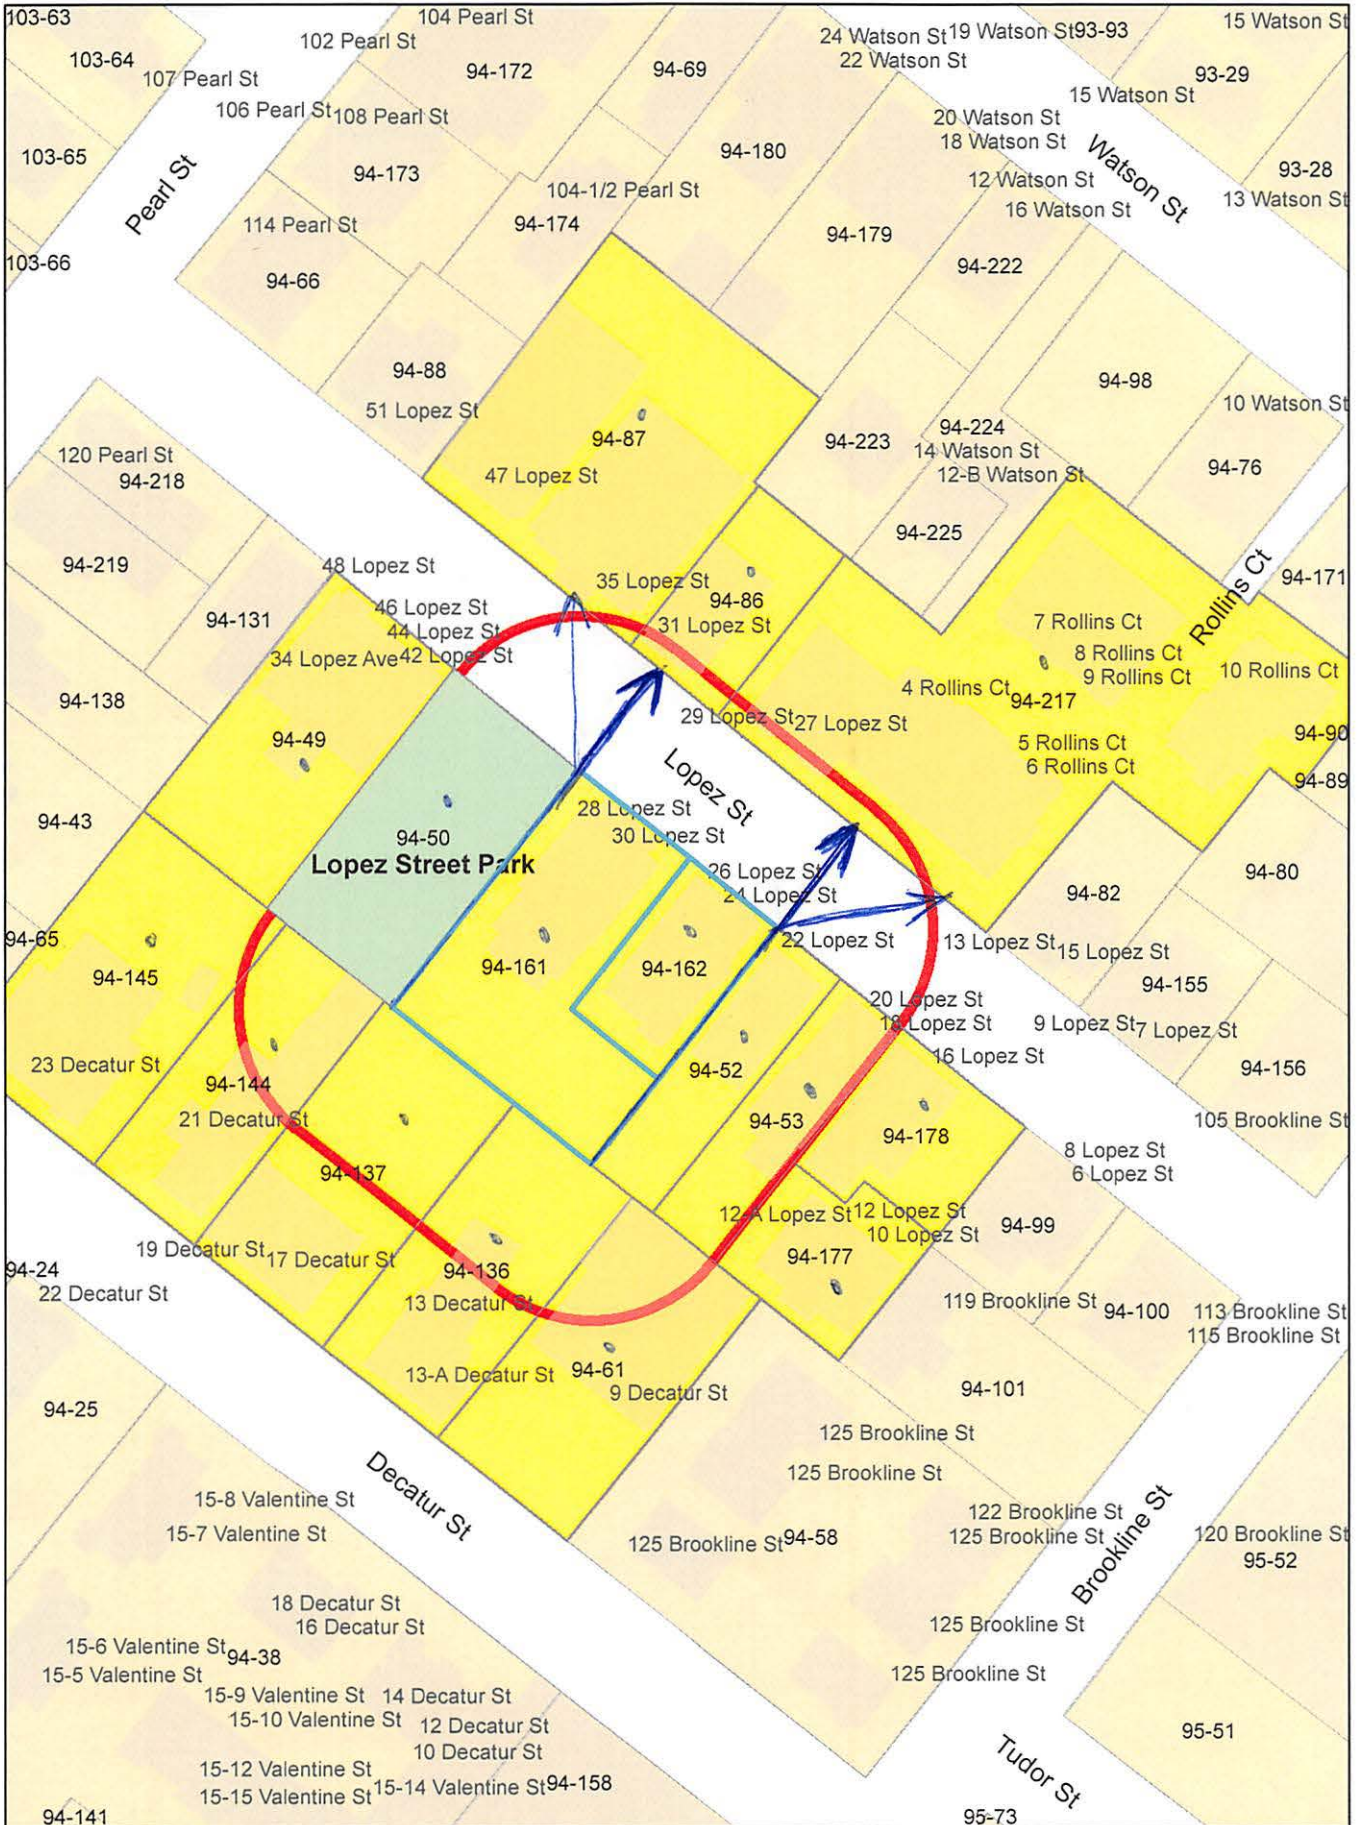 103-63
104 Pearl St
24 Watson St
19 Watson St
93-93
15 Watson St
102 Pearl St
103-64
107 Pearl St
94-172
94-69
22 Watson St
93-29
15 Watson St
106 Pearl St
108 Pearl St
20 Watson St
18 Watson St
103-65
94-180
Watson St
93-28
Pearl St
94-173
104-1/2 Pearl St
12 Watson St
13 Watson St
16 Watson St
114 Pearl St
94-174
94-179
103-66
94-66
94-222
94-88
94-98
51 Lopez St
10 Watson St
94-87
94-223
94-224
14 Watson St
120 Pearl St
94-218
47 Lopez St
12-B Watson St
94-76
94-225
94-219
48 Lopez St
35 Lopez St
94-171
Rollins Ct
46 Lopez St
94-86
94-131
44 Lopez St
31 Lopez St
7 Rollins Ct
34 Lopez Ave
42 Lopez St
8 Rollins Ct
9 Rollins Ct
10 Rollins Ct
94-138
4 Rollins Ct
94-217
29 Lopez St
27 Lopez St
94-49
5 Rollins Ct
94-90
6 Rollins Ct
94-89
Lopez St
28 Lopez St
94-43
94-50
30 Lopez St
Lopez Street Park
26 Lopez St
94-80
24 Lopez St
94-82
94-65
22 Lopez St
13 Lopez St
15 Lopez St
94-145
94-161
94-162
94-155
20 Lopez St
18 Lopez St
9 Lopez St
7 Lopez St
23 Decatur St
16 Lopez St
94-52
94-156
94-144
21 Decatur St
94-53
94-178
105 Brookline St
8 Lopez St
6 Lopez St
94-137
12-A Lopez St
12 Lopez St
94-99
10 Lopez St
19 Decatur St
17 Decatur St
94-177
94-24
94-136
22 Decatur St
13 Decatur St
119 Brookline St
94-100
113 Brookline St
115 Brookline St
13-A Decatur St
94-61
9 Decatur St
94-101
94-25
125 Brookline St
125 Brookline St
Decatur St
15-8 Valentine St
122 Brookline St
15-7 Valentine St
125 Brookline St
94-58
125 Brookline St
Brookline St
120 Brookline St
95-52
18 Decatur St
16 Decatur St
125 Brookline St
15-6 Valentine St
94-38
15-5 Valentine St
125 Brookline St
15-9 Valentine St
14 Decatur St
15-10 Valentine St
12 Decatur St
95-51
10 Decatur St
15-12 Valentine St
15-14 Valentine St
94-158
15-15 Valentine St
Tudor St
94-141
95-73